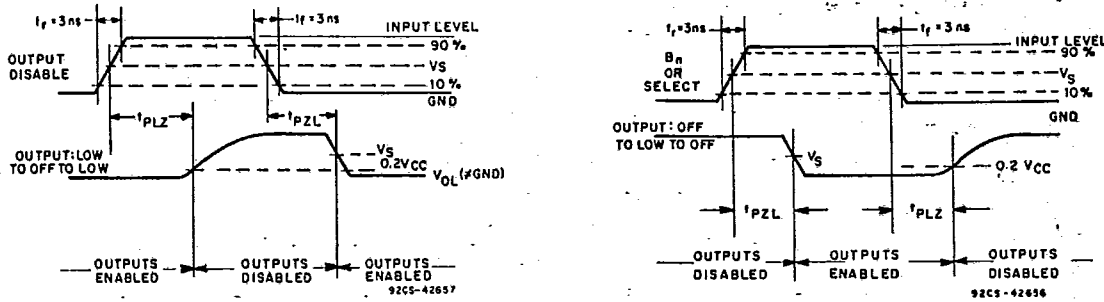 tr = 3ns
tf = 3ns
INPUT LEVEL
90%
OUTPUT
DISABLE
VS
10%
GND
tPLZ
tPZL
OUTPUT: LOW
TO OFF TO LOW
VS
0.2VCC
VOL (≠GND)
OUTPUTS
ENABLED
OUTPUTS
DISABLED
OUTPUTS
ENABLED
92CS-42657
tr = 3ns
tf = 3ns
INPUT LEVEL
90%
Bn
OR
SELECT
VS
10%
GND
OUTPUT: OFF
TO LOW TO OFF
VS
0.2 VCC
tPZL
tPLZ
OUTPUTS
DISABLED
OUTPUTS
ENABLED
OUTPUTS
DISABLED
92CS-42656